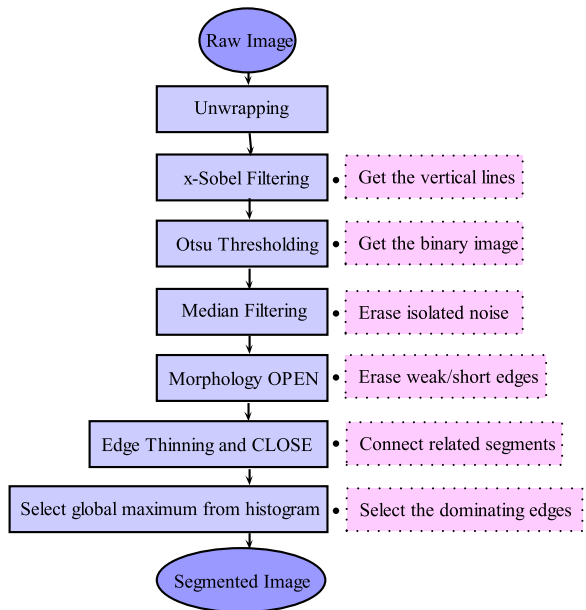 Raw Image
Unwrapping
x-Sobel Filtering
Get the vertical lines
Otsu Thresholding
Get the binary image
Median Filtering
Erase isolated noise
Morphology OPEN
Erase weak/short edges
Edge Thinning and CLOSE
Connect related segments
Select global maximum from histogram
Select the dominating edges
Segmented Image